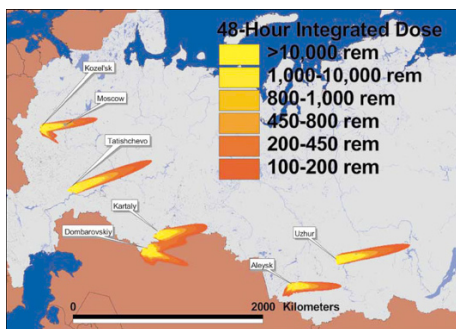 48-Hour Integrated Dose
>10,000 rem
1,000-10,000 rem
800-1,000 rem
450-800 rem
200-450 rem
100-200 rem
Kozel'sk
Moscow
Tatishchevo
Kartaly
Dombarovskiy
Uzhur
Aleysk
0 2000 Kilometers